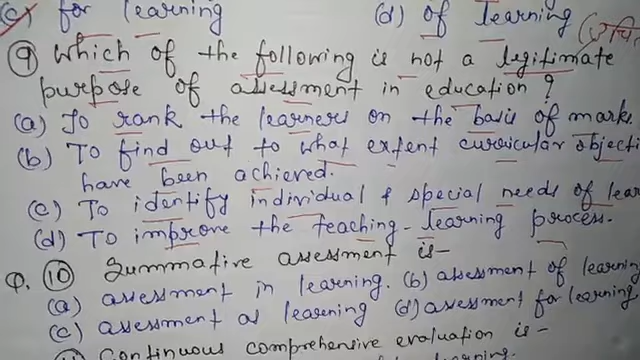 (c) for learning (d) of learning
(9) Which of the following is not a legitimate
purpose of assessment in education ?
(a) To rank the learners on the basis of marks.
(b) To find out to what extent curricular objecti
have been achieved.
(c) To identify individual & special needs of lear
(d) To improve the teaching-learning process.
Q. (10) Summative assessment is-
(a) assessment in learning. (b) assessment of learning
(c) assessment as learning (d) assessment for learning.
Continuous comprehensive evaluation is-